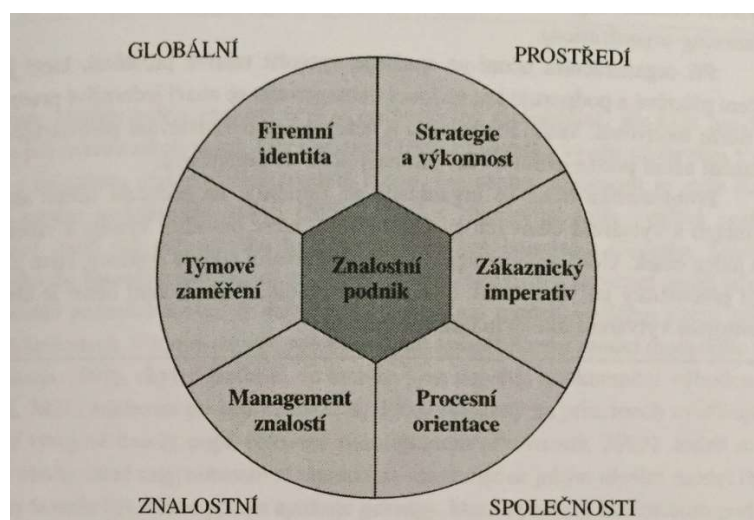 GLOBÁLNÍ
PROSTŘEDÍ
Firemní
identita
Strategie
a výkonnost
Týmové
zaměření
Znalostní
podnik
Zákaznický
imperativ
Management
znalostí
Procesní
orientace
ZNALOSTNÍ
SPOLEČNOSTI